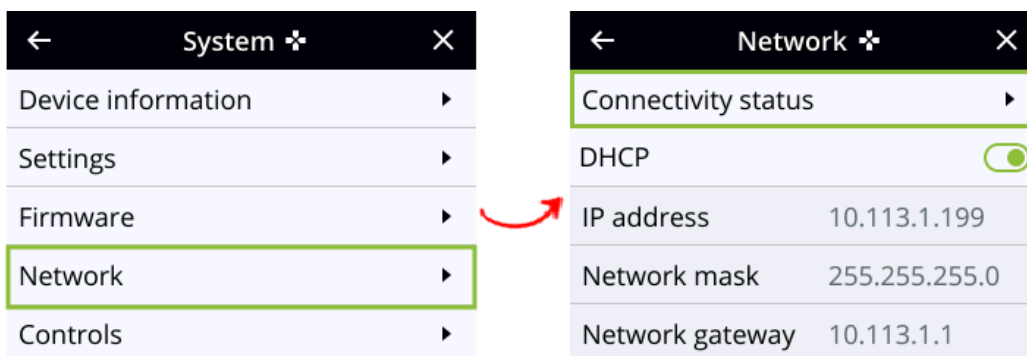 System
Device information
Settings
Firmware
Network
Controls
Network
Connectivity status
DHCP
IP address 10.113.1.199
Network mask 255.255.255.0
Network gateway 10.113.1.1